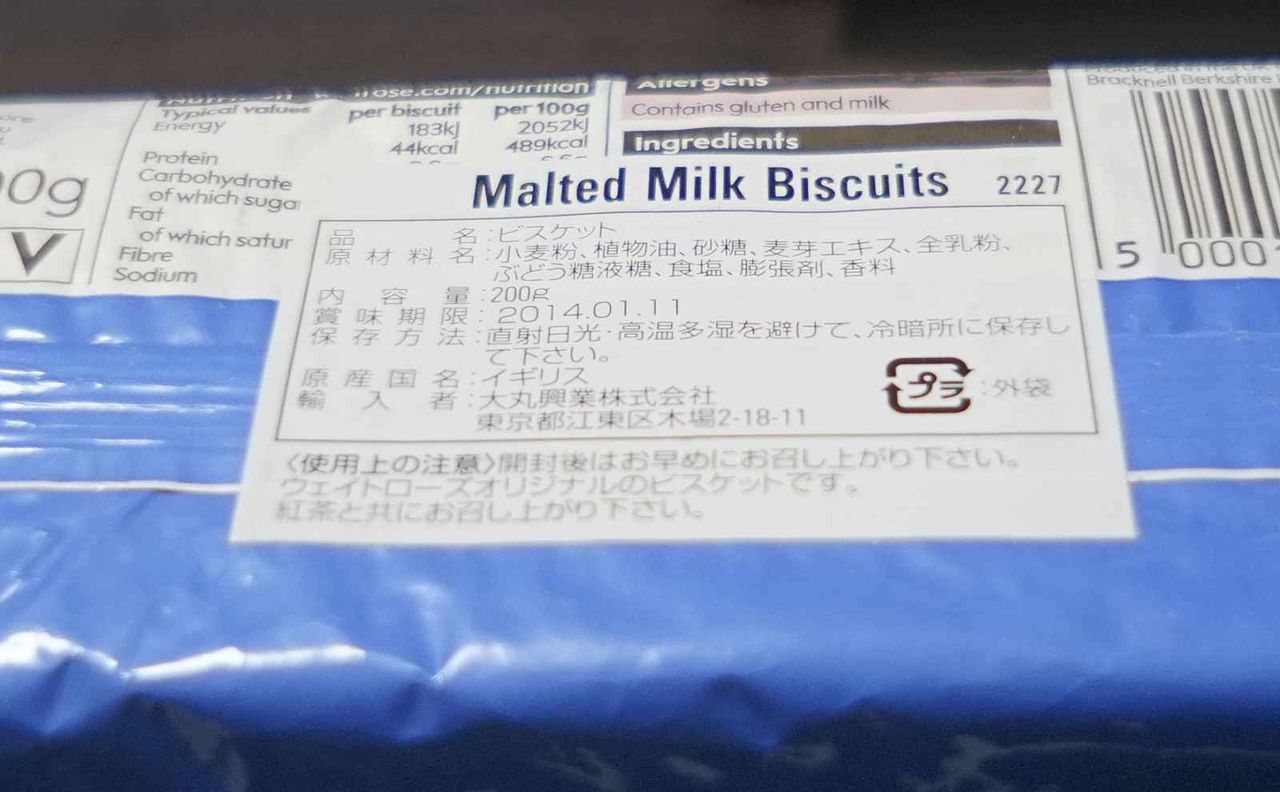 rose.com/nutrition
Typical values
per biscuit
per 100g
Energy
183kJ
2052kJ
44kcal
489kcal
Protein
Carbohydrate
Fat
Fibre
Sodium
0g
V
Allergens
Contains gluten and milk
Ingredients
Bracknell Berkshire
5 000
Malted Milk Biscuits 2227
品名:ビスケット
原材料名:小麦粉、植物油、砂糖、麦芽エキス、全乳粉、
ぶどう糖液糖、食塩、膨張剤、香料
内容量:200g
賞味期限:2014.01.11
保存方法:直射日光・高温多湿を避けて、冷暗所に保存し
て下さい。
原産国名:イギリス
輸入者:大丸興業株式会社
東京都江東区木場2-18-11
プラ:外袋
〈使用上の注意〉開封後はお早めにお召し上がり下さい。
ウェイトローズオリジナルのビスケットです。
紅茶と共にお召し上がり下さい。